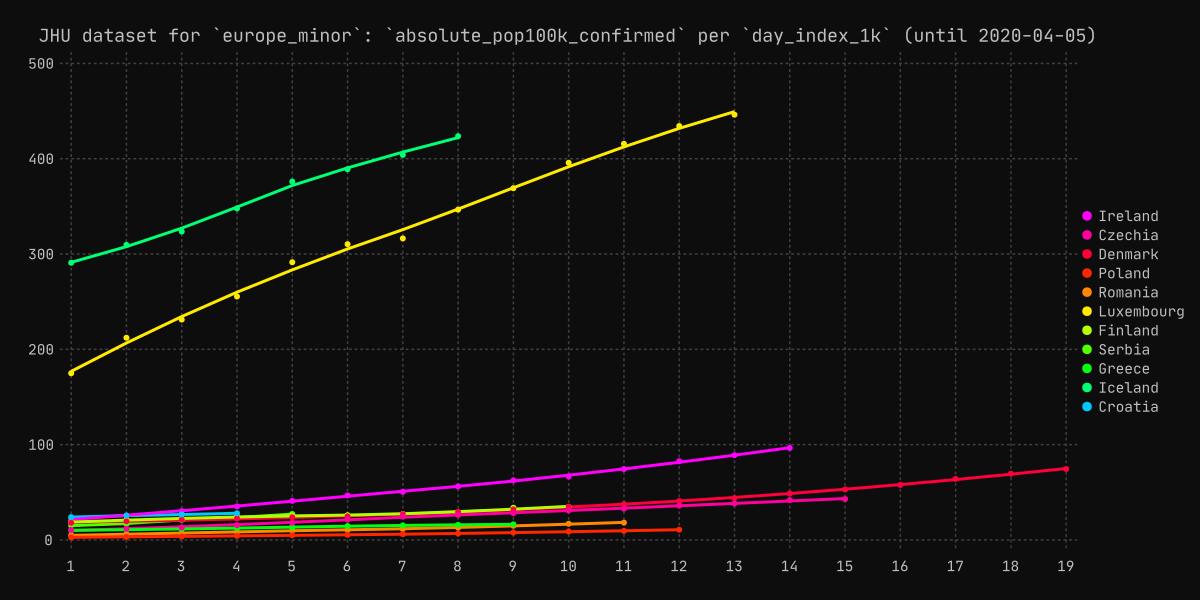 JHU dataset for `europe_minor`: `absolute_pop100k_confirmed` per `day_index_1k` (until 2020-04-05)
500
400
300
200
100
0
1 2 3 4 5 6 7 8 9 10 11 12 13 14 15 16 17 18 19
Ireland
Czechia
Denmark
Poland
Romania
Luxembourg
Finland
Serbia
Greece
Iceland
Croatia